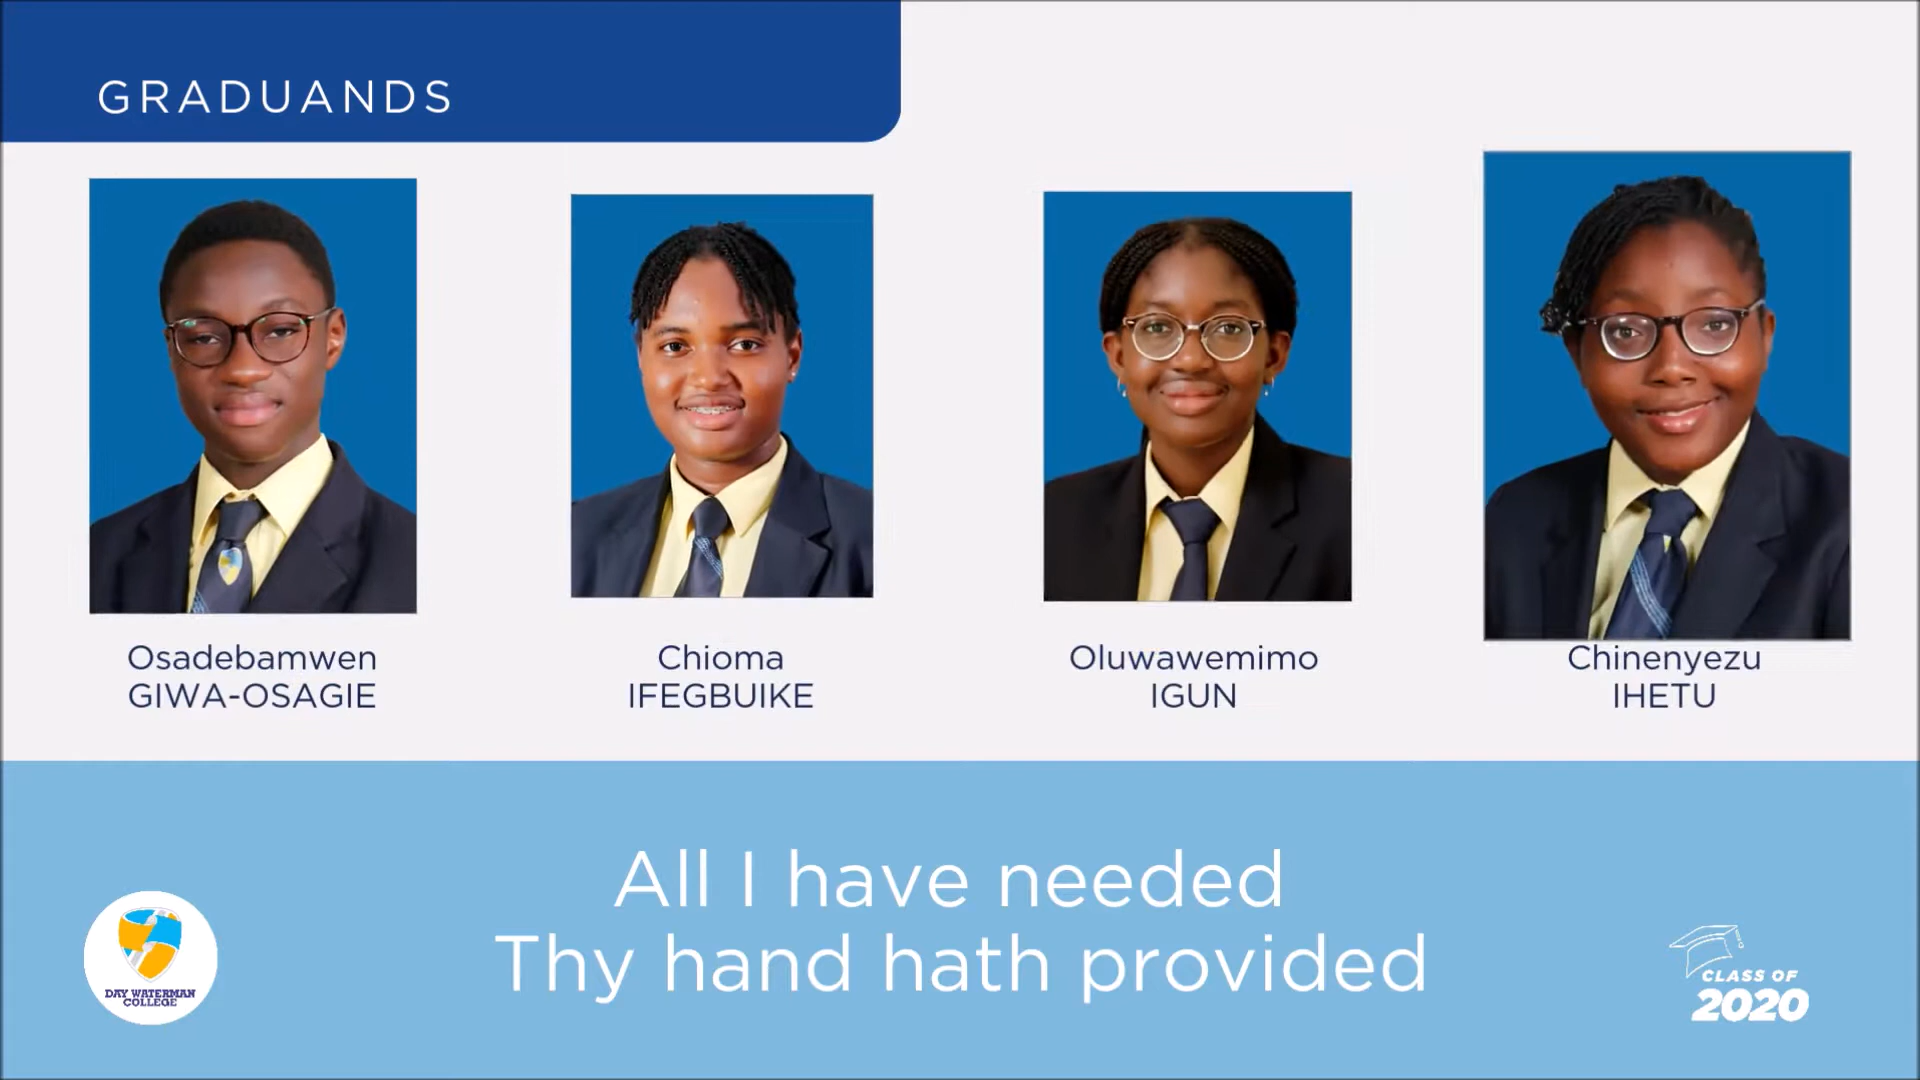 GRADUANDS
Osadebamwen
GIWA-OSAGIE
Chioma
IFEGBUIKE
Oluwawemimo
IGUN
Chinenyezu
IHETU
All I have needed
Thy hand hath provided
DAY WATERMAN
COLLEGE
CLASS OF
2020